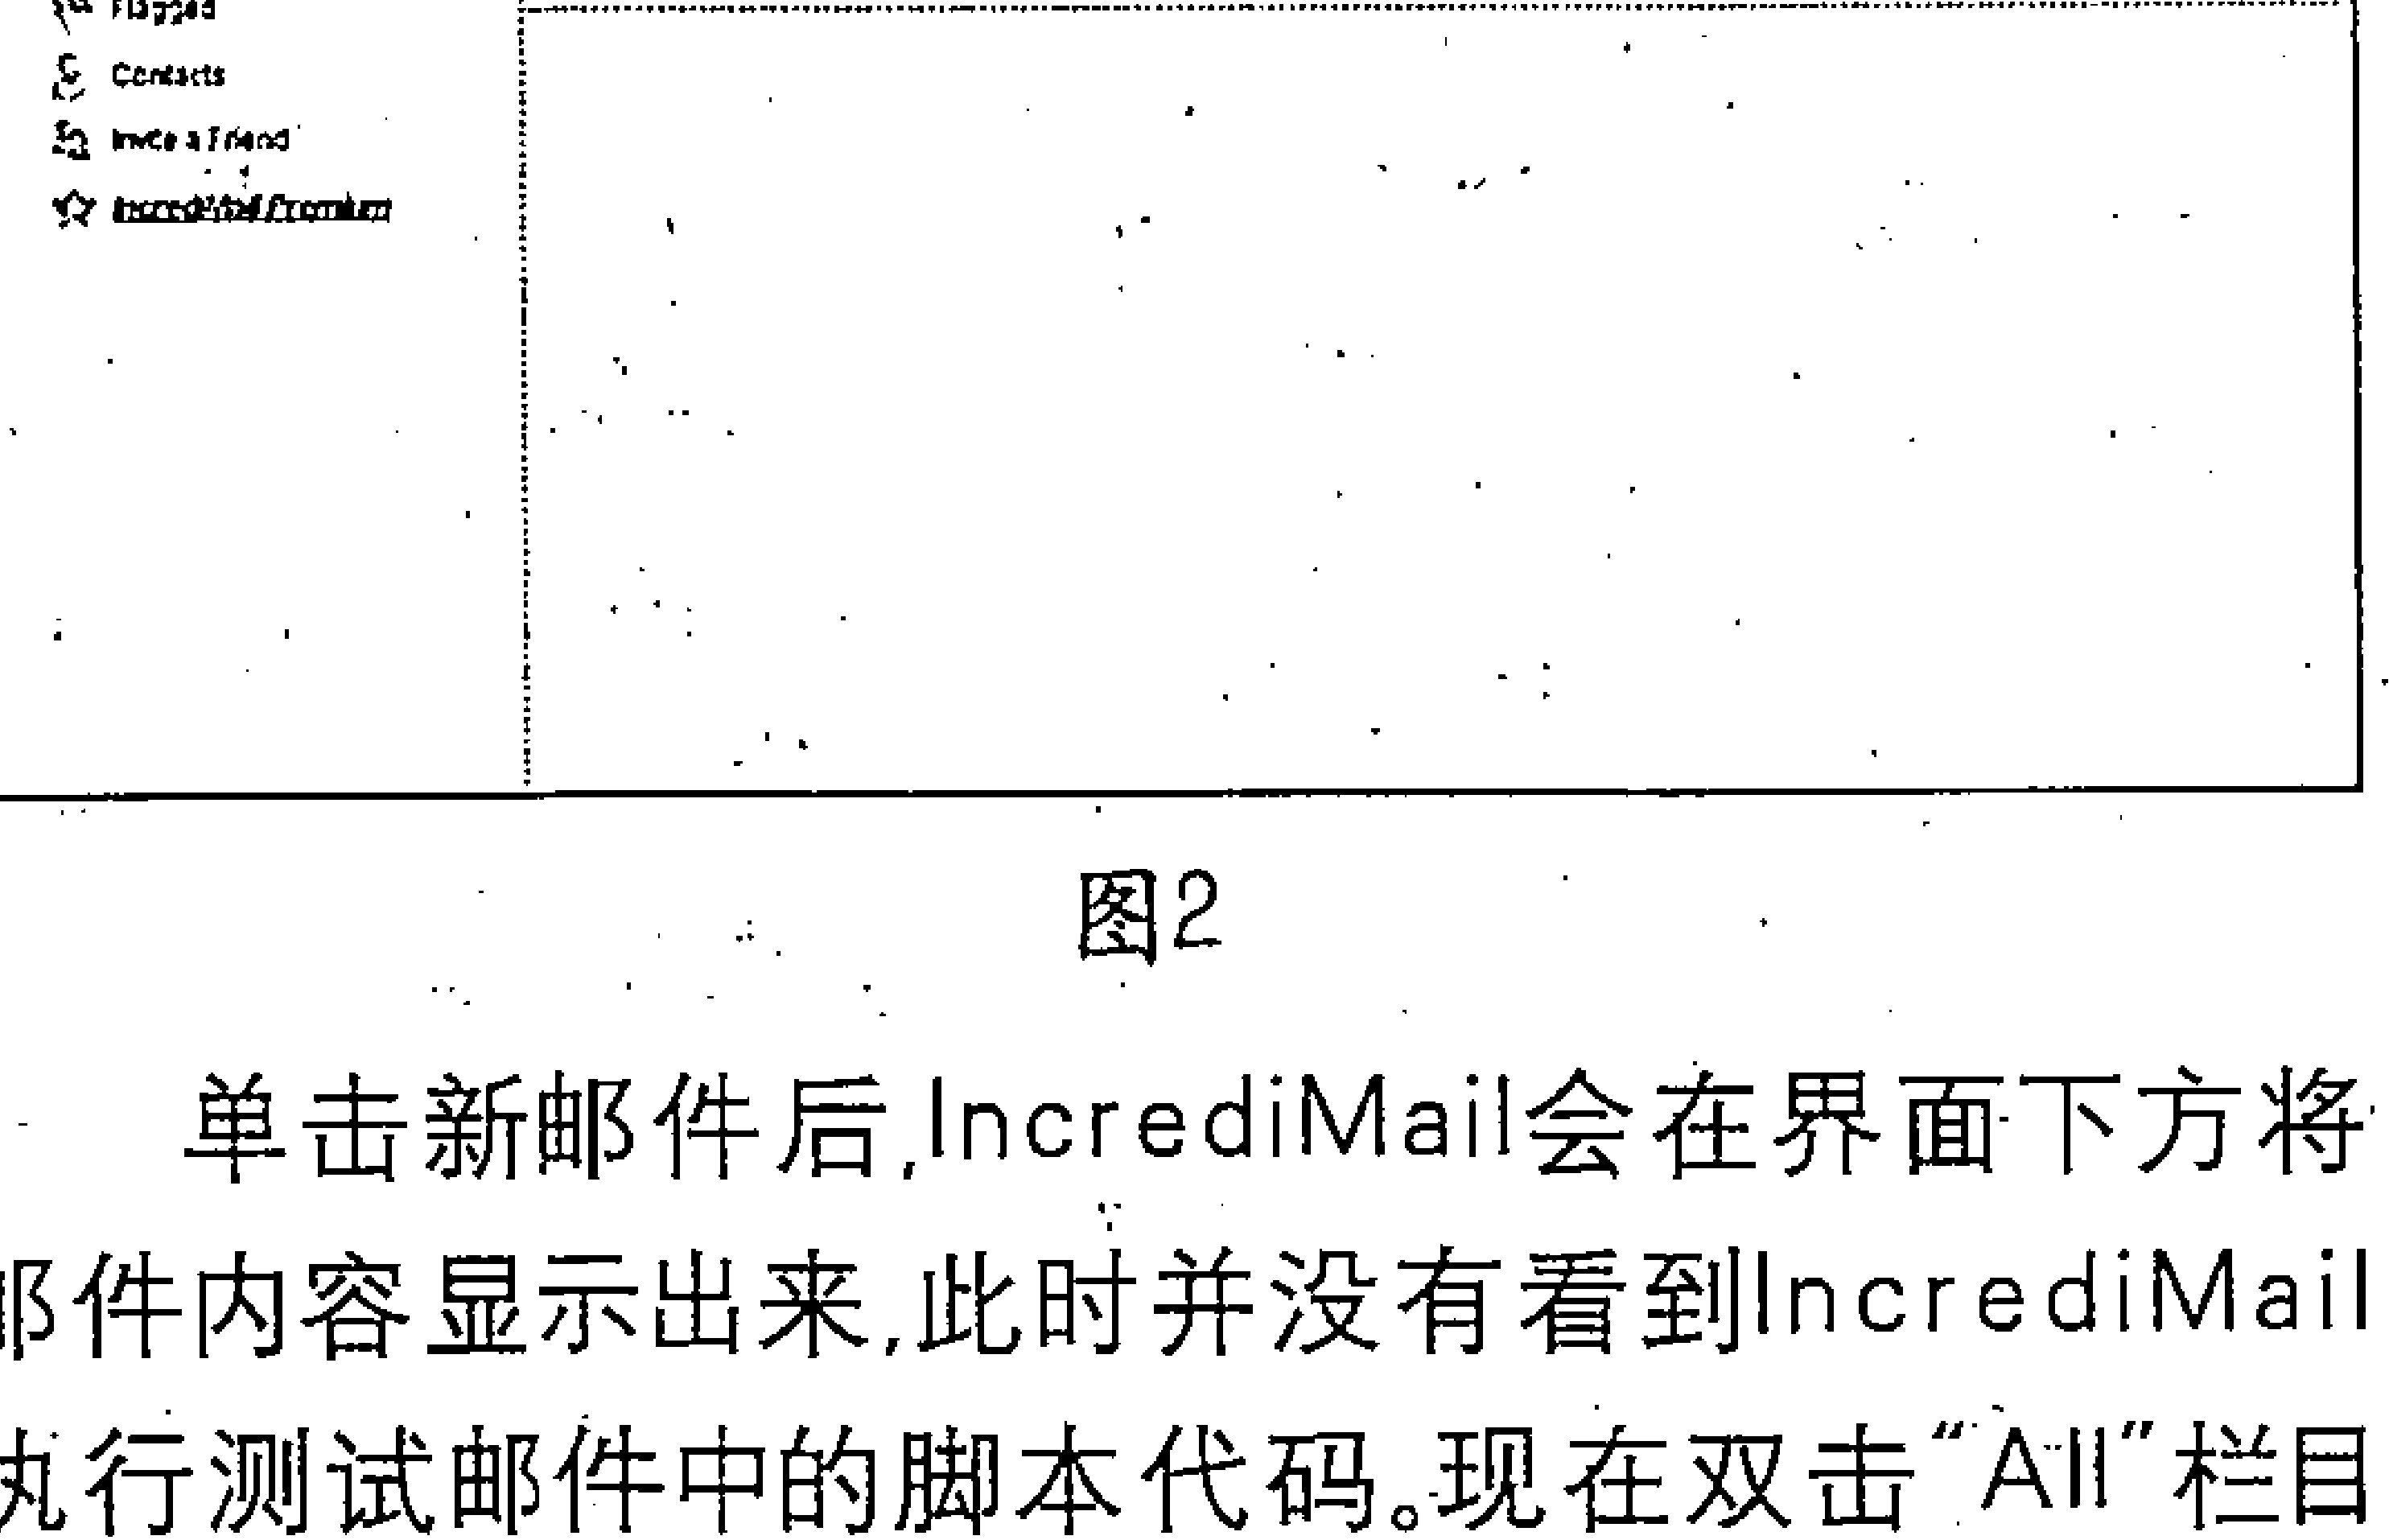 Flagged
Contacts
Invite a Friend
IncrediMail Premium
图2
单击新邮件后,IncrediMail会在界面下方将
邮件内容显示出来,此时并没有看到IncrediMail
执行测试邮件中的脚本代码。现在双击“All”栏目